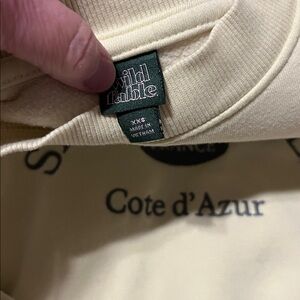 wild
fable
XXS
MADE IN
VIETNAM
Cote d'Azur